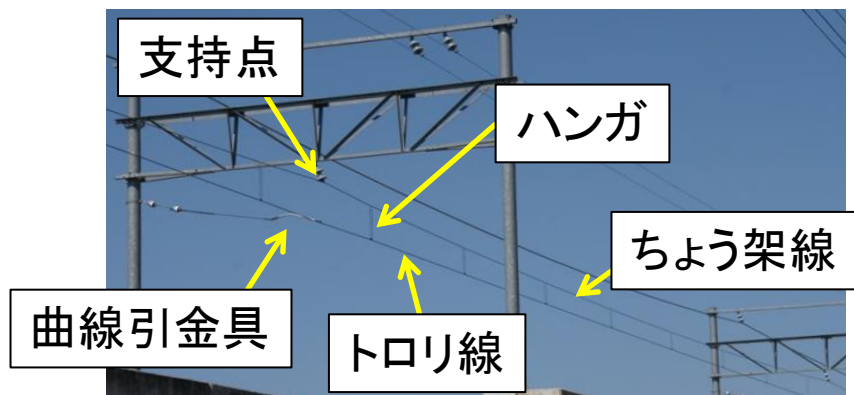 支持点
ハンガ
ちょう架線
曲線引金具
トロリ線